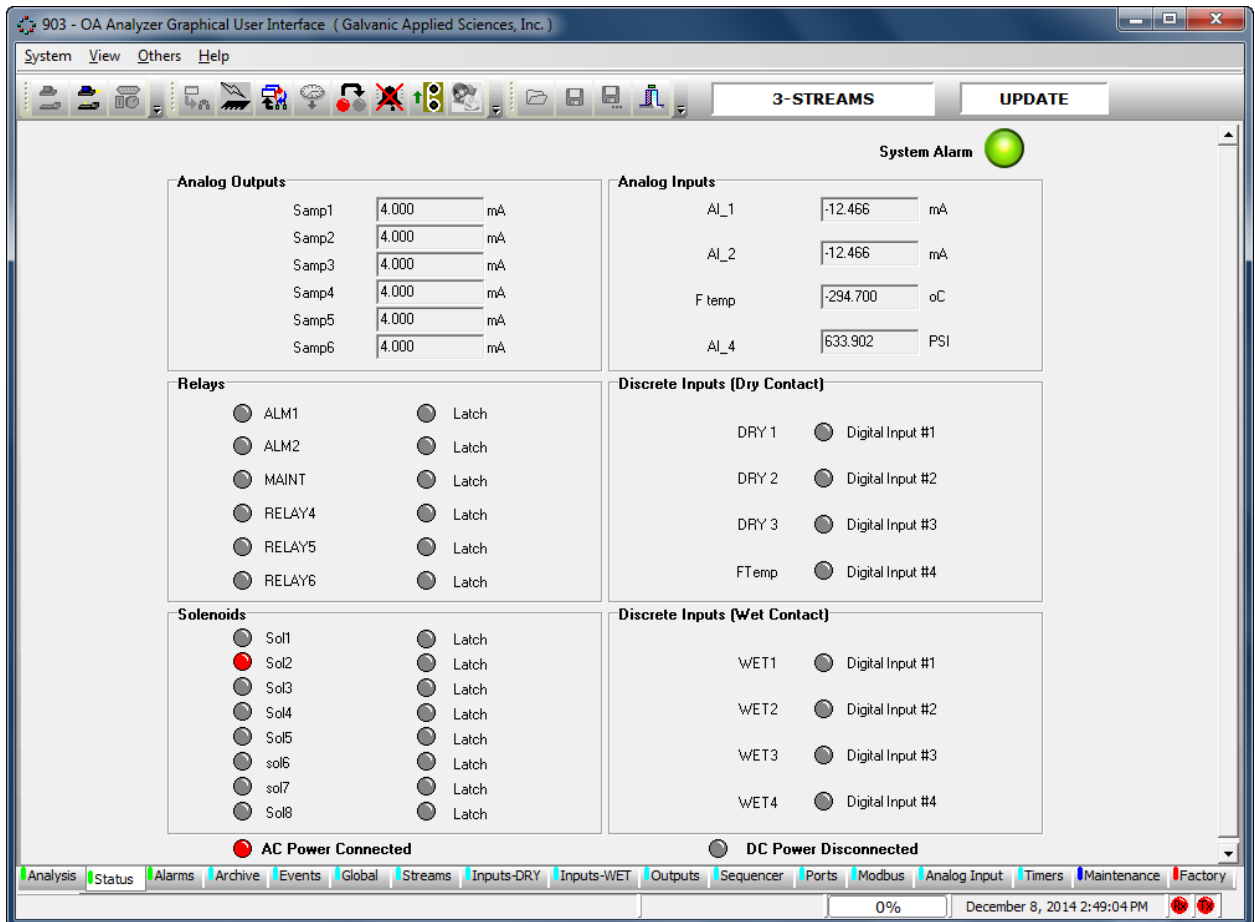 903 - OA Analyzer Graphical User Interface ( Galvanic Applied Sciences, Inc. )
System View Others Help
3-STREAMS UPDATE
System Alarm
Analog Outputs
Samp1 4.000 mA
Samp2 4.000 mA
Samp3 4.000 mA
Samp4 4.000 mA
Samp5 4.000 mA
Samp6 4.000 mA
Analog Inputs
AI_1 -12.466 mA
AI_2 -12.466 mA
F temp -294.700 oC
AI_4 633.902 PSI
Relays
ALM1 Latch
ALM2 Latch
MAINT Latch
RELAY4 Latch
RELAY5 Latch
RELAY6 Latch
Discrete Inputs (Dry Contact)
DRY 1 Digital Input #1
DRY 2 Digital Input #2
DRY 3 Digital Input #3
FTemp Digital Input #4
Solenoids
Sol1 Latch
Sol2 Latch
Sol3 Latch
Sol4 Latch
Sol5 Latch
sol6 Latch
sol7 Latch
Sol8 Latch
Discrete Inputs (Wet Contact)
WET1 Digital Input #1
WET2 Digital Input #2
WET3 Digital Input #3
WET4 Digital Input #4
AC Power Connected DC Power Disconnected
Analysis Status Alarms Archive Events Global Streams Inputs-DRY Inputs-WET Outputs Sequencer Ports Modbus Analog Input Timers Maintenance Factory
0% December 8, 2014 2:49:04 PM Rx Tx